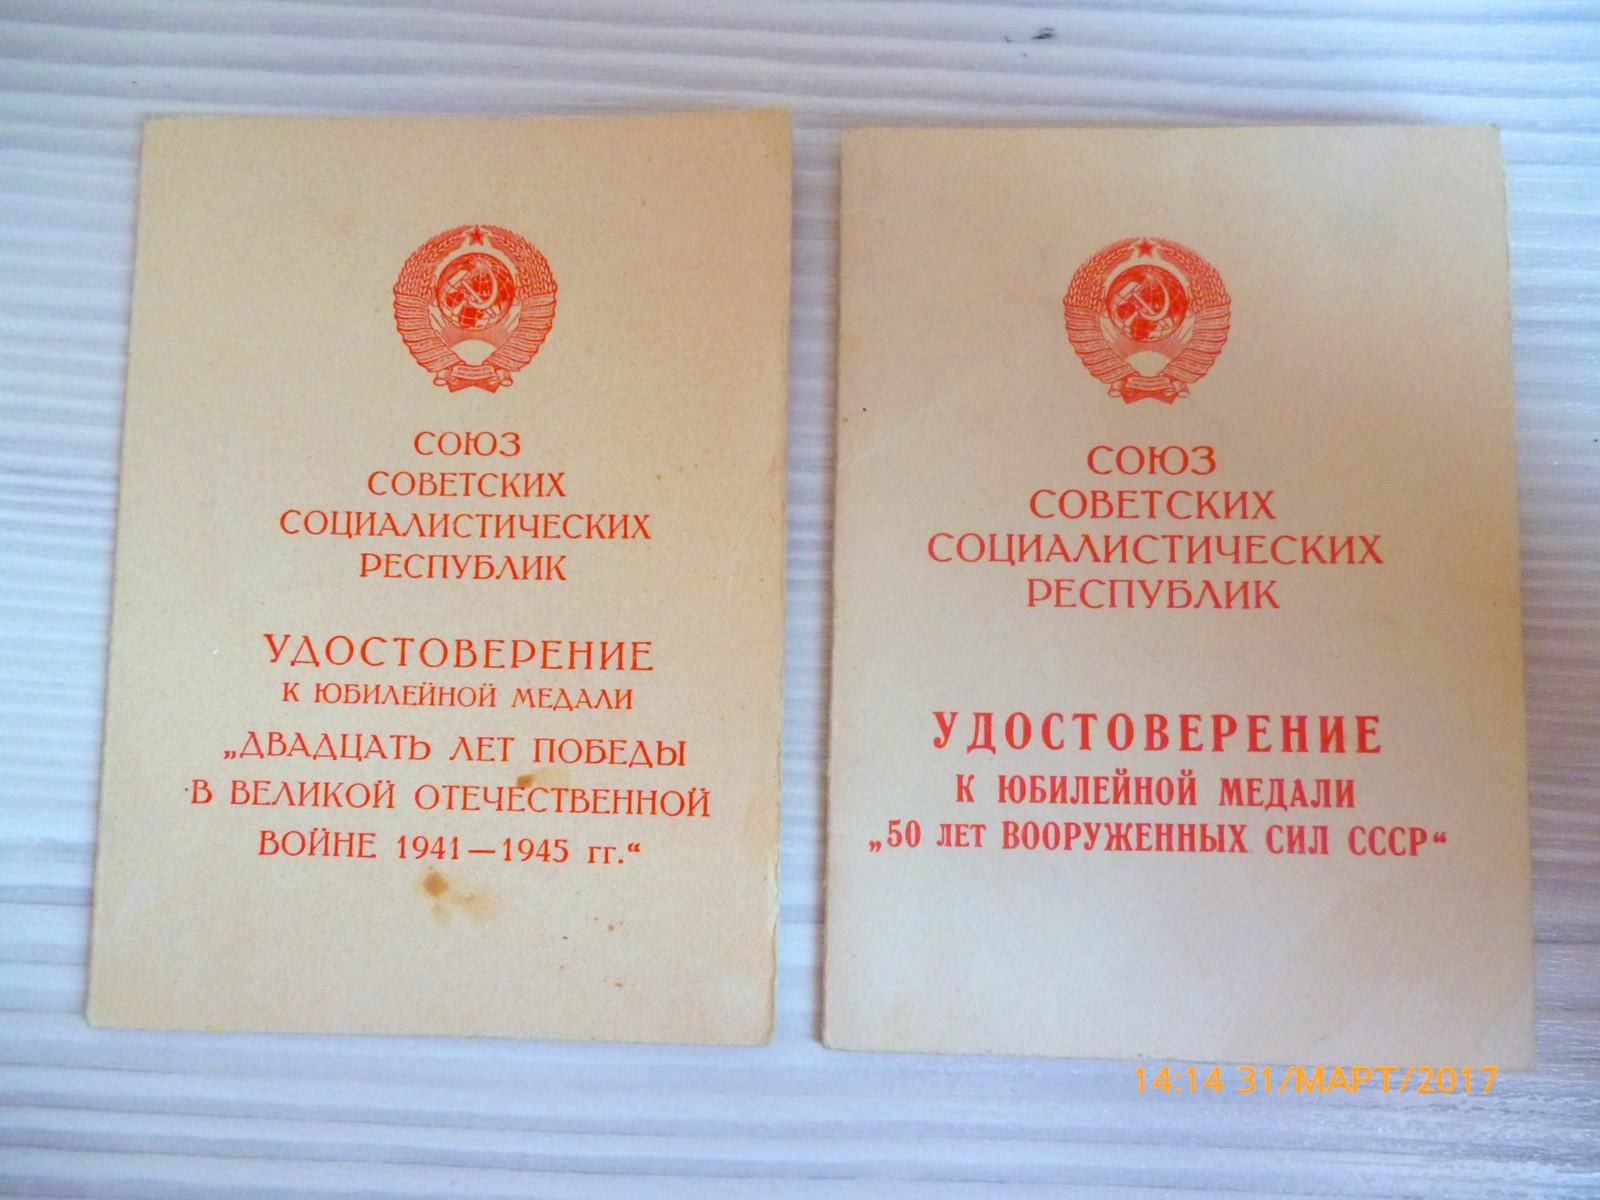 СОЮЗ
СОВЕТСКИХ
СОЦИАЛИСТИЧЕСКИХ
РЕСПУБЛИК
УДОСТОВЕРЕНИЕ
К ЮБИЛЕЙНОЙ МЕДАЛИ
„ДВАДЦАТЬ ЛЕТ ПОБЕДЫ
В ВЕЛИКОЙ ОТЕЧЕСТВЕННОЙ
ВОЙНЕ 1941—1945 гг.“
СОЮЗ
СОВЕТСКИХ
СОЦИАЛИСТИЧЕСКИХ
РЕСПУБЛИК
УДОСТОВЕРЕНИЕ
К ЮБИЛЕЙНОЙ МЕДАЛИ
„50 ЛЕТ ВООРУЖЕННЫХ СИЛ СССР“
14:14 31/МАРТ/2017